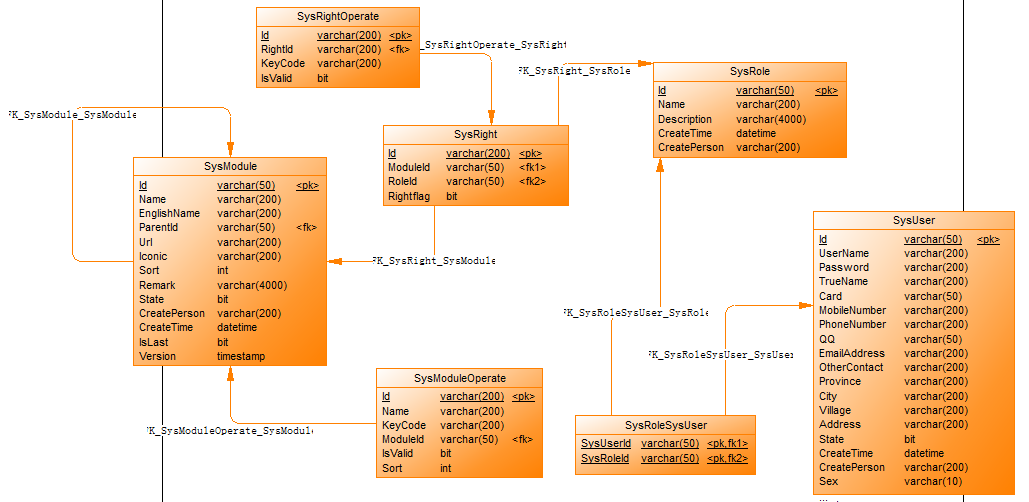 SysRightOperate
Id varchar(200) <pk>
RightId varchar(200) <fk>
KeyCode varchar(200)
IsValid bit
_SysRightOperate_SysRight
FK_SysRight_SysRole
SysRole
Id varchar(50) <pk>
Name varchar(200)
Description varchar(4000)
CreateTime datetime
CreatePerson varchar(200)
FK_SysModule_SysModule
SysRight
Id varchar(200) <pk>
ModuleId varchar(50) <fk1>
RoleId varchar(50) <fk2>
Rightflag bit
SysModule
Id varchar(50) <pk>
Name varchar(200)
EnglishName varchar(200)
ParentId varchar(50) <fk>
Url varchar(200)
Iconic varchar(200)
Sort int
Remark varchar(4000)
State bit
CreatePerson varchar(200)
CreateTime datetime
IsLast bit
Version timestamp
FK_SysRight_SysModule
SysUser
Id varchar(50) <pk>
UserName varchar(200)
Password varchar(200)
TrueName varchar(200)
Card varchar(50)
MobileNumber varchar(200)
PhoneNumber varchar(200)
QQ varchar(50)
EmailAddress varchar(200)
OtherContact varchar(200)
Province varchar(200)
City varchar(200)
Village varchar(200)
Address varchar(200)
State bit
CreateTime datetime
CreatePerson varchar(200)
Sex varchar(10)
FK_SysRoleSysUser_SysRole
FK_SysRoleSysUser_SysUser
SysModuleOperate
Id varchar(200) <pk>
Name varchar(200)
KeyCode varchar(200)
ModuleId varchar(50) <fk>
IsValid bit
Sort int
FK_SysModuleOperate_SysModule
SysRoleSysUser
SysUserId varchar(50) <pk,fk1>
SysRoleId varchar(50) <pk,fk2>